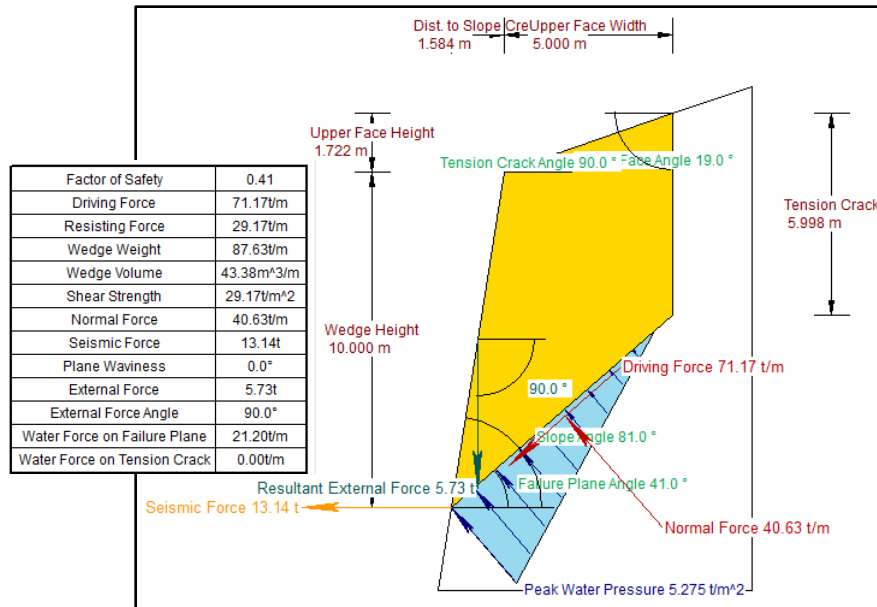 Dist. to Slope CreUpper Face Width
1.584 m 5.000 m
Upper Face Height
1.722 m
Tension Crack Angle 90.0 ° Face Angle 19.0 °
Tension Crack
5.998 m
Factor of Safety 0.41
Driving Force 71.17t/m
Resisting Force 29.17t/m
Wedge Weight 87.63t/m
Wedge Volume 43.38m^3/m
Shear Strength 29.17t/m^2
Normal Force 40.63t/m
Seismic Force 13.14t
Plane Waviness 0.0°
External Force 5.73t
External Force Angle 90.0°
Water Force on Failure Plane 21.20t/m
Water Force on Tension Crack 0.00t/m
Wedge Height
10.000 m
Driving Force 71.17 t/m
90.0 °
Slope Angle 81.0 °
Resultant External Force 5.73 t
Failure Plane Angle 41.0 °
Seismic Force 13.14 t
Normal Force 40.63 t/m
Peak Water Pressure 5.275 t/m^2